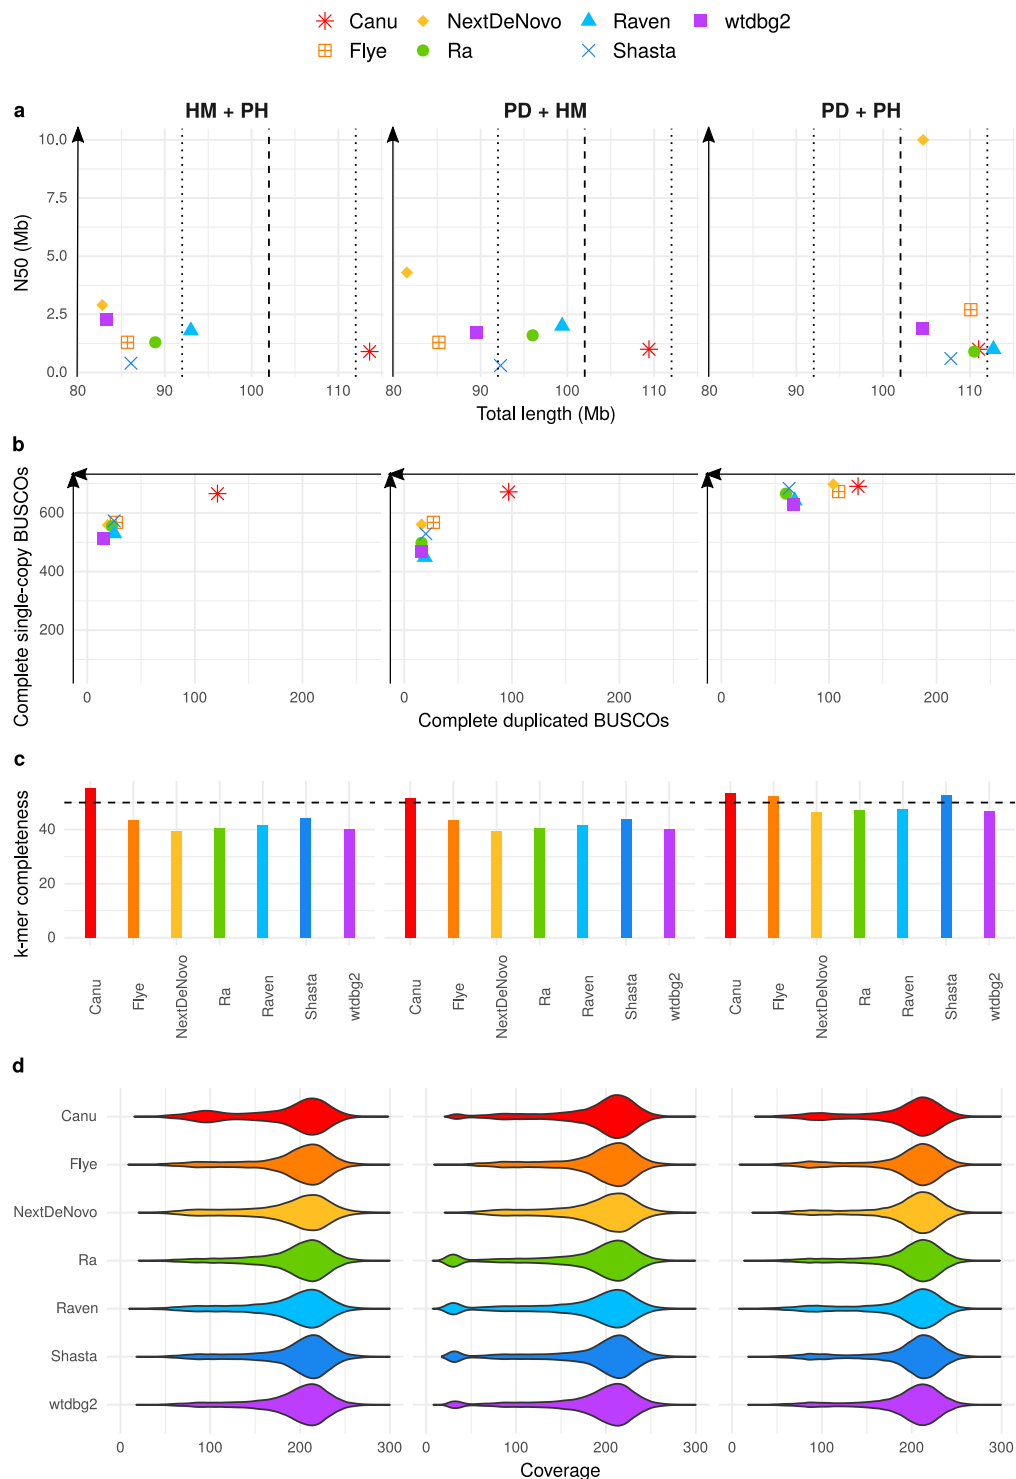 Canu NextDeNovo Raven wtdbg2
Flye Ra Shasta
a
HM + PH PD + HM PD + PH
N50 (Mb)
10.0
7.5
5.0
2.5
0.0
80 90 100 110 80 90 100 110 80 90 100 110
Total length (Mb)
b
Complete single-copy BUSCOs
600
400
200
0 100 200 0 100 200 0 100 200
Complete duplicated BUSCOs
c
k-mer completeness
40
20
0
Canu Flye NextDeNovo Ra Raven Shasta wtdbg2 Canu Flye NextDeNovo Ra Raven Shasta wtdbg2 Canu Flye NextDeNovo Ra Raven Shasta wtdbg2
d
Canu
Flye
NextDeNovo
Ra
Raven
Shasta
wtdbg2
0 100 200 300 0 100 200 300 0 100 200 300
Coverage